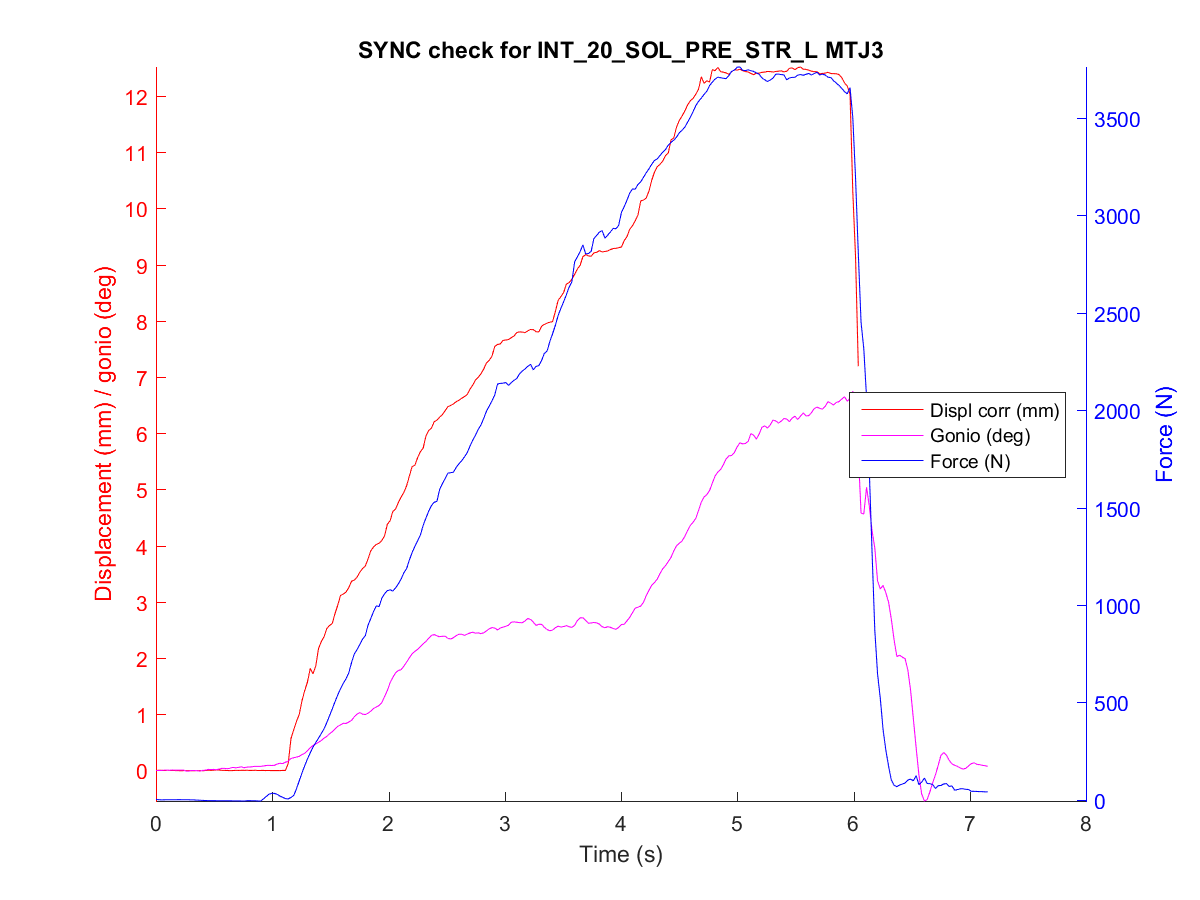 SYNC check for INT_20_SOL_PRE_STR_L MTJ3
12
11
10
9
8
7
6
5
4
3
2
1
0
Displacement (mm) / gonio (deg)
3500
3000
2500
2000
1500
1000
500
0
Force (N)
Displ corr (mm)
Gonio (deg)
Force (N)
0 1 2 3 4 5 6 7 8
Time (s)